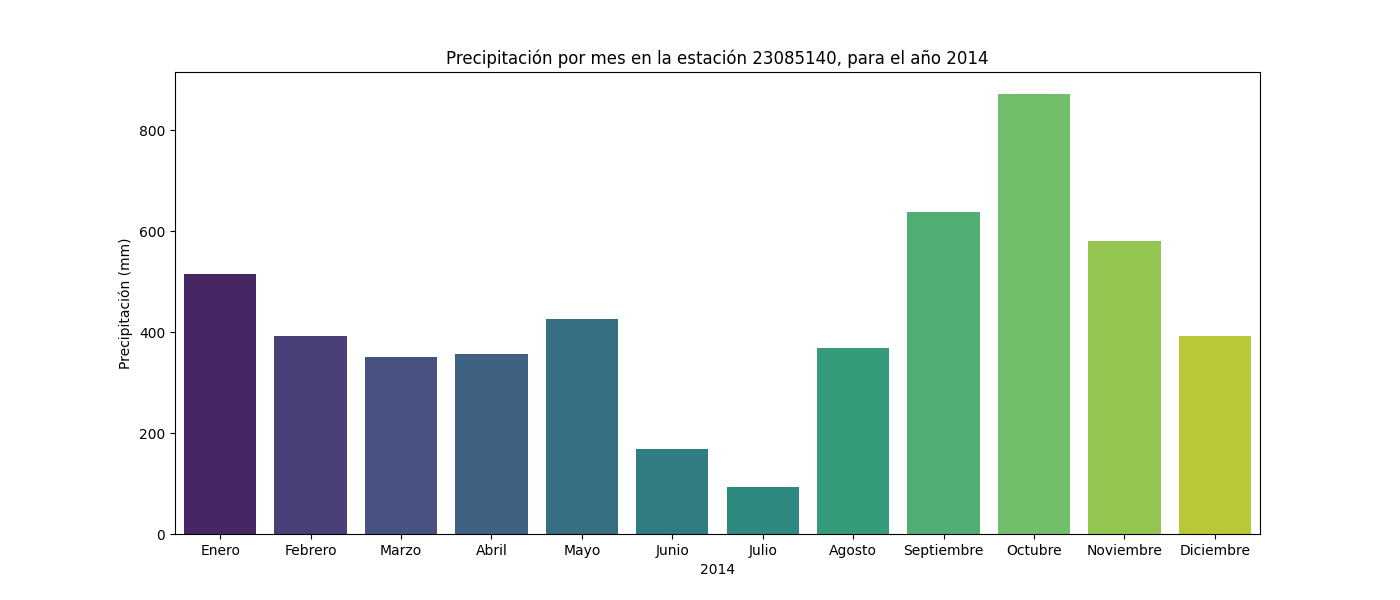 Precipitación por mes en la estación 23085140, para el año 2014
Precipitación (mm)
800
600
400
200
0
Enero Febrero Marzo Abril Mayo Junio Julio Agosto Septiembre Octubre Noviembre Diciembre
2014